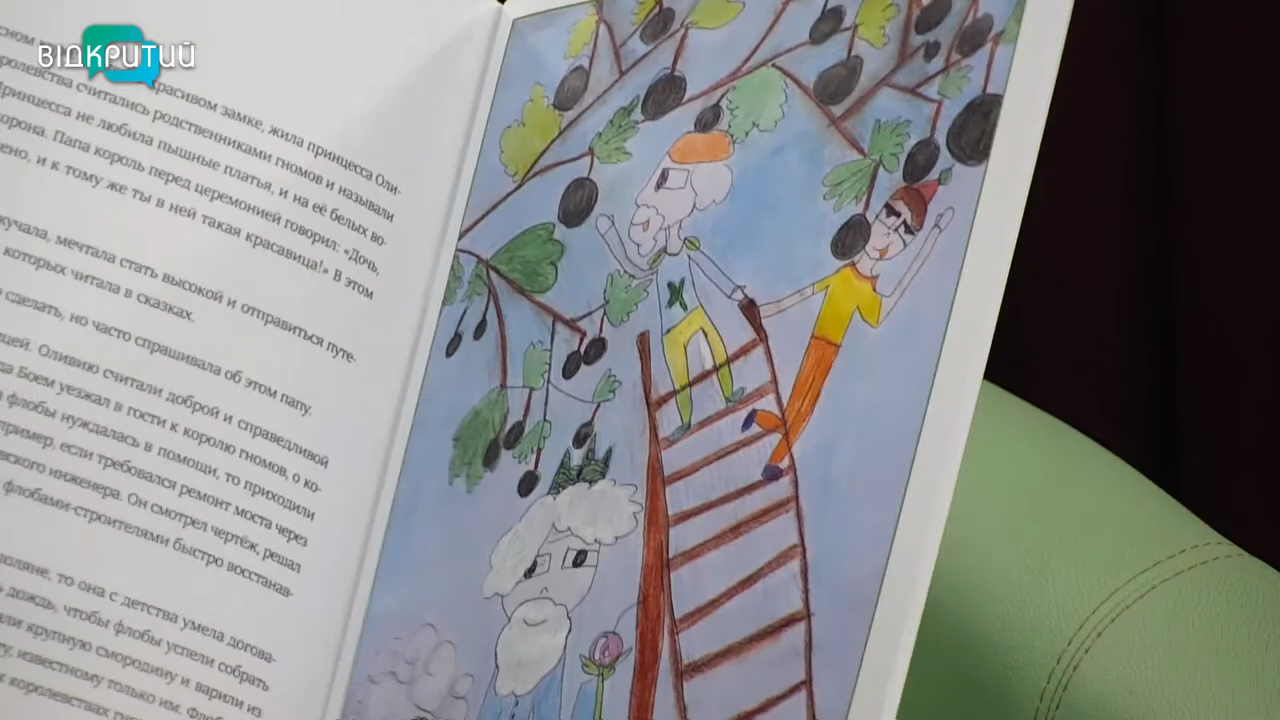 ВІДКРИТИЙ
красивом замке, жила принцесса Оли-
ролевства считались родственниками гномов и называли
Принцесса не любила пышные платья, и на её белых во-
корона. Папа король перед церемонией говорил: «Дочь,
ено, и к тому же ты в ней такая красавица!» В этом
кучала, мечтала стать высокой и отправиться путе-
которых читала в сказках.
сделать, но часто спрашивала об этом папу.
цей. Оливию считали доброй и справедливой
да Боем уезжал в гости к королю гномов, о ко-
флобы нуждалась в помощи, то приходили
пример, если требовался ремонт моста через
вского инженера. Он смотрел чертёж, решал
флобами-строителями быстро восстанав-
поляне, то она с детства умела догова-
дождь, чтобы флобы успели собрать
али крупную смородину и варили из
ту, известному только им.
королевствах